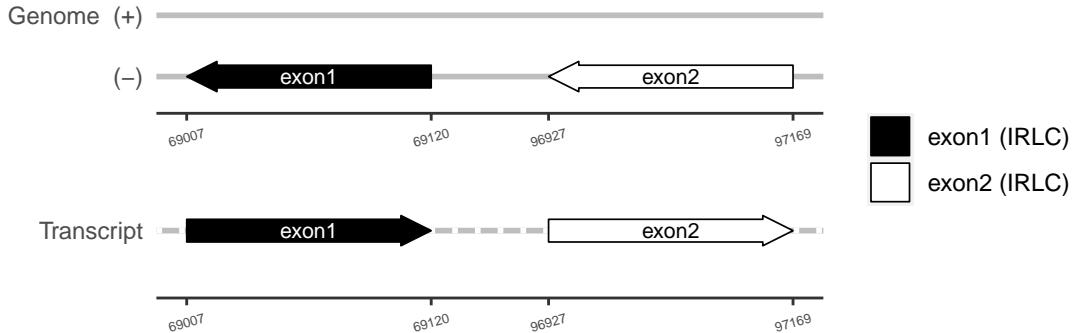 Genome (+)
(−) exon1 exon2
69007 69120 96927 97169
exon1 (IRLC)
exon2 (IRLC)
Transcript exon1 exon2
69007 69120 96927 97169